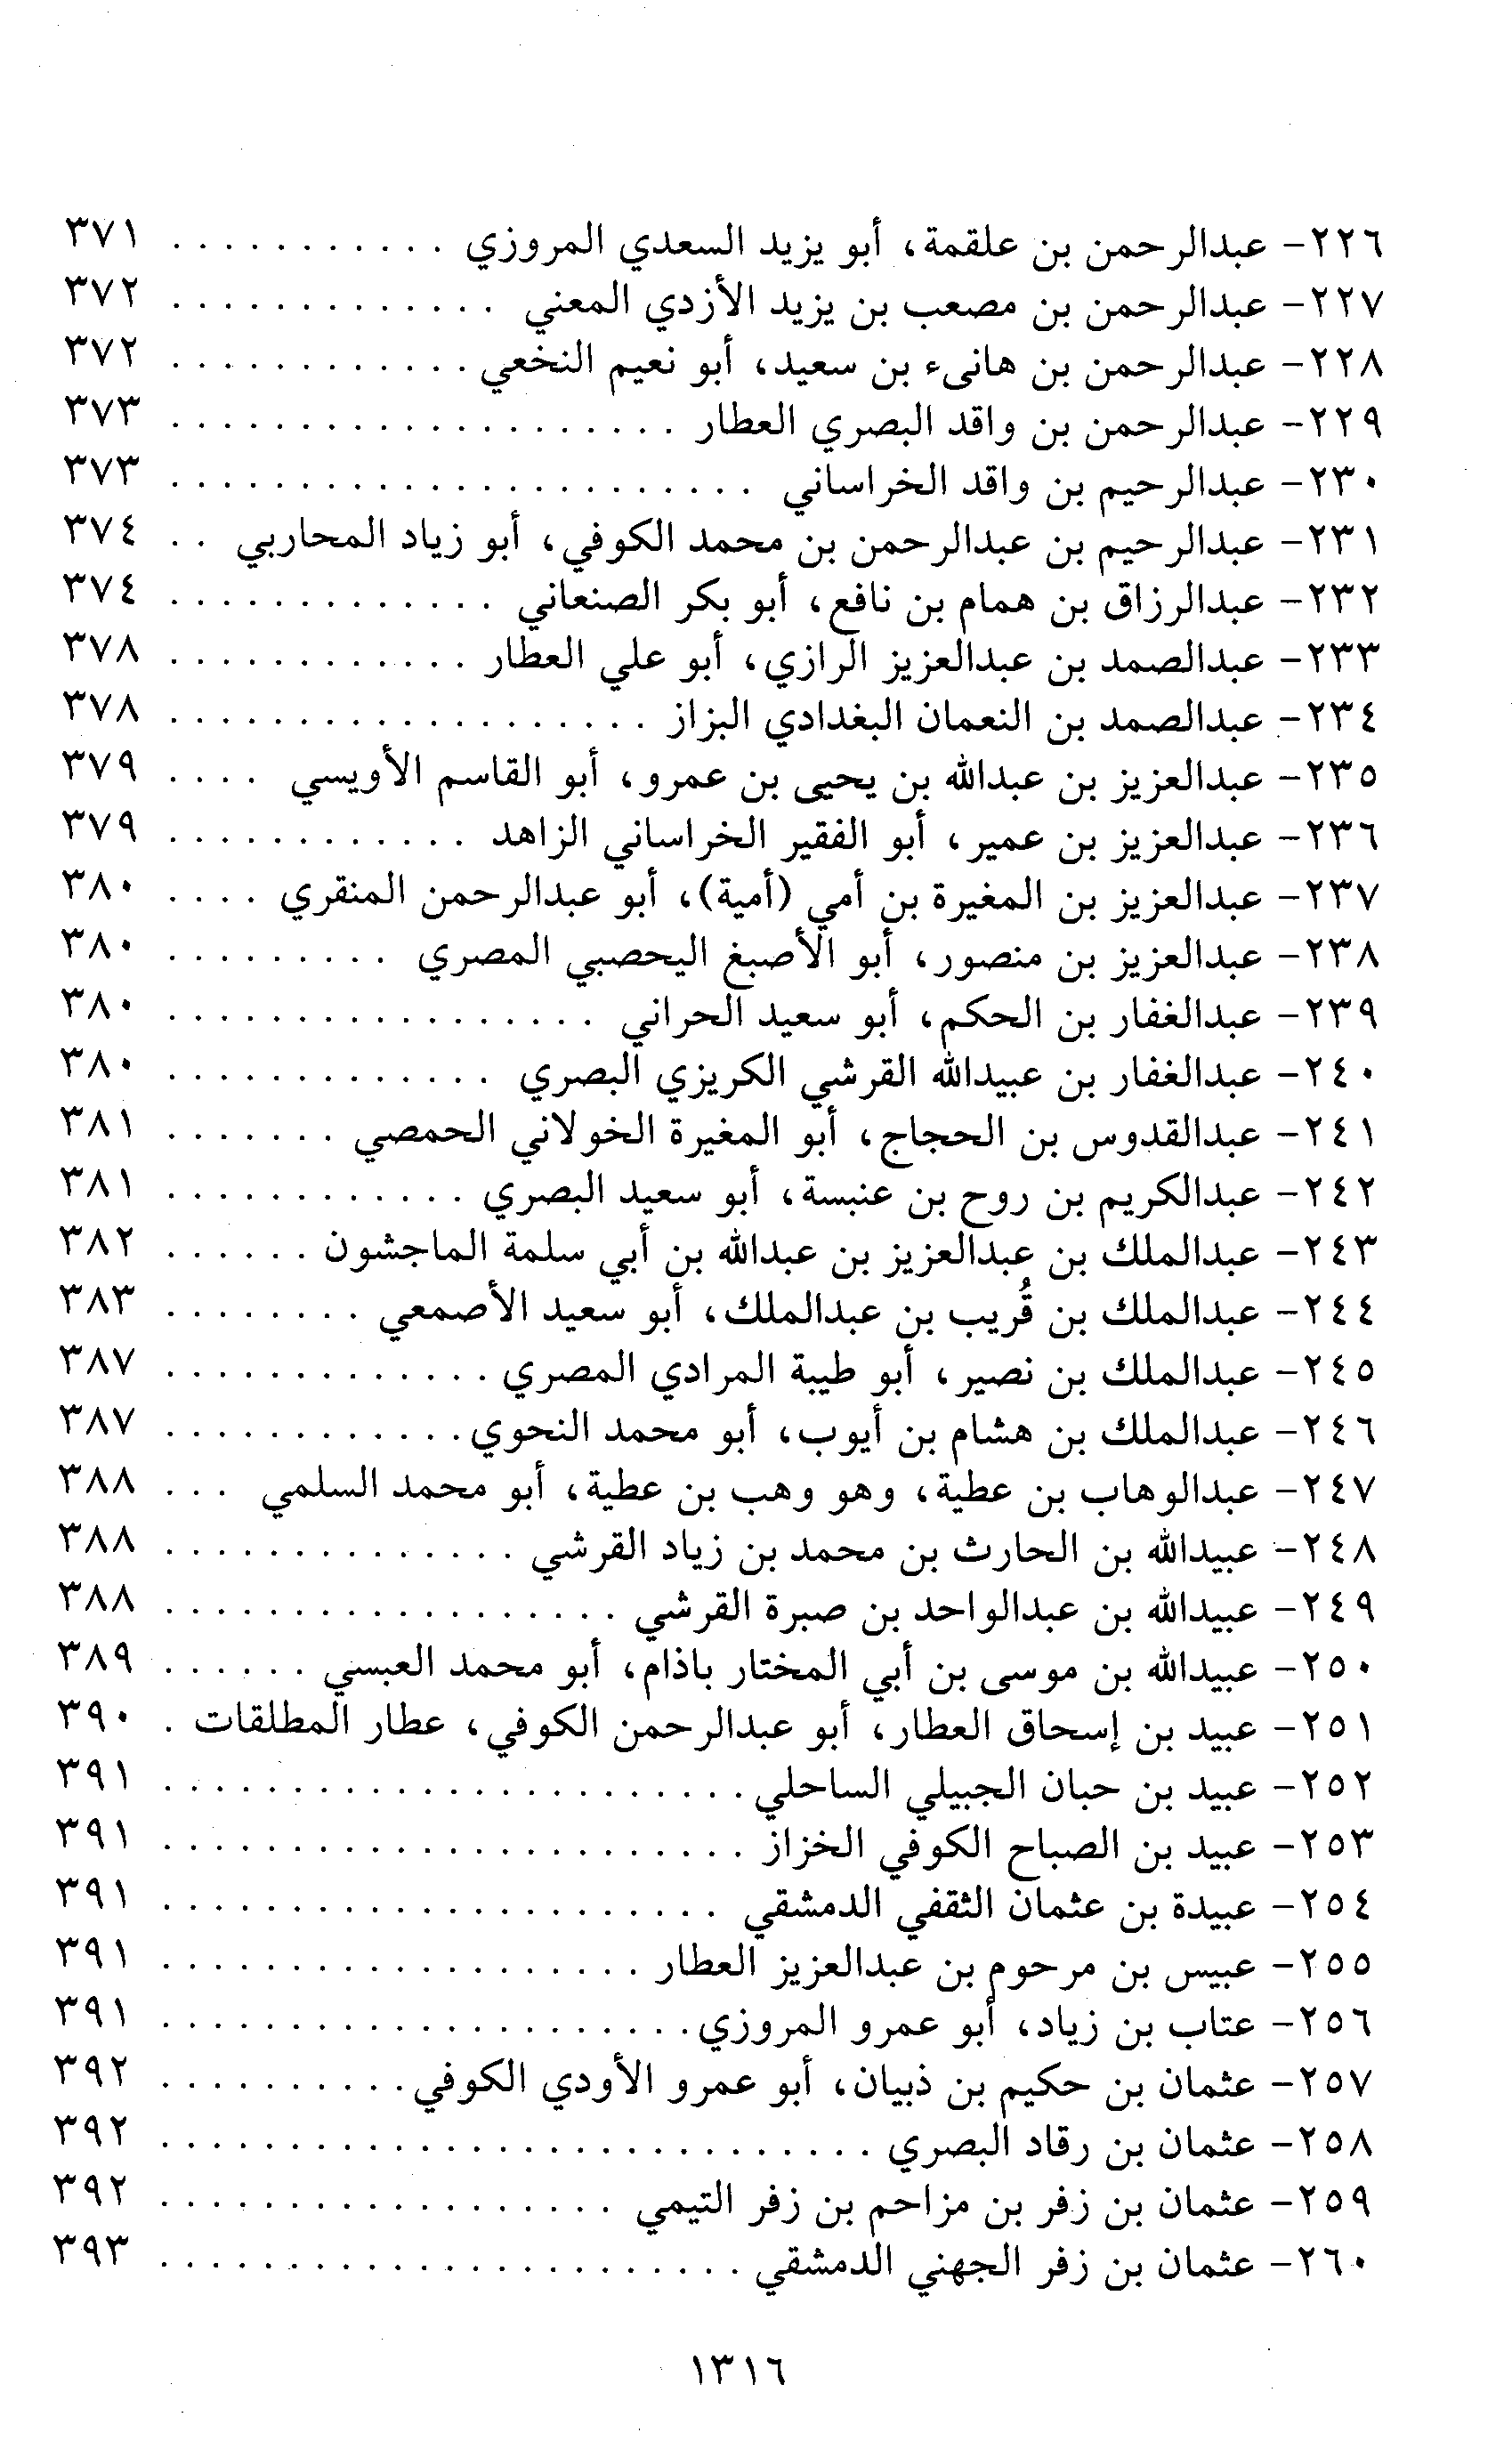 ٢٢٦- عبدالرحمن بن علقمة، أبو يزيد السعدي المروزي . . . . . . . . . . . ٣٧١
٢٢٧- عبدالرحمن بن مصعب بن يزيد الأزدي المعني . . . . . . . . . . . . . ٣٧٢
٢٢٨- عبدالرحمن بن هانىء بن سعيد، أبو نعيم النخعي . . . . . . . . . . . . ٣٧٢
٢٢٩- عبدالرحمن بن واقد البصري العطار . . . . . . . . . . . . . . . . . . . . ٣٧٣
٢٣٠- عبدالرحيم بن واقد الخراساني . . . . . . . . . . . . . . . . . . . . . . . ٣٧٣
٢٣١- عبدالرحيم بن عبدالرحمن بن محمد الكوفي، أبو زياد المحاربي . . ٣٧٤
٢٣٢- عبدالرزاق بن همام بن نافع، أبو بكر الصنعاني . . . . . . . . . . . . . ٣٧٤
٢٣٣- عبدالصمد بن عبدالعزيز الرازي، أبو علي العطار . . . . . . . . . . . . ٣٧٨
٢٣٤- عبدالصمد بن النعمان البغدادي البزاز . . . . . . . . . . . . . . . . . . . ٣٧٨
٢٣٥- عبدالعزيز بن عبدالله بن يحيى بن عمرو، أبو القاسم الأويسي . . . . ٣٧٩
٢٣٦- عبدالعزيز بن عمير، أبو الفقير الخراساني الزاهد . . . . . . . . . . . . ٣٧٩
٢٣٧- عبدالعزيز بن المغيرة بن أمي (أمية)، أبو عبدالرحمن المنقري . . . . ٣٨٠
٢٣٨- عبدالعزيز بن منصور، أبو الأصبغ اليحصبي المصري . . . . . . . . . ٣٨٠
٢٣٩- عبدالغفار بن الحكم، أبو سعيد الحراني . . . . . . . . . . . . . . . . . ٣٨٠
٢٤٠- عبدالغفار بن عبيدالله القرشي الكريزي البصري . . . . . . . . . . . . . ٣٨٠
٢٤١- عبدالقدوس بن الحجاج، أبو المغيرة الخولاني الحمصي . . . . . . . ٣٨١
٢٤٢- عبدالكريم بن روح بن عنبسة، أبو سعيد البصري . . . . . . . . . . . . ٣٨١
٢٤٣- عبدالملك بن عبدالعزيز بن عبدالله بن أبي سلمة الماجشون . . . . . . ٣٨٢
٢٤٤- عبدالملك بن قُريب بن عبدالملك، أبو سعيد الأصمعي . . . . . . . . ٣٨٣
٢٤٥- عبدالملك بن نصير، أبو طيبة المرادي المصري . . . . . . . . . . . . . ٣٨٧
٢٤٦- عبدالملك بن هشام بن أيوب، أبو محمد النحوي . . . . . . . . . . . . ٣٨٧
٢٤٧- عبدالوهاب بن عطية، وهو وهب بن عطية، أبو محمد السلمي . . . ٣٨٨
٢٤٨- عبيدالله بن الحارث بن محمد بن زياد القرشي . . . . . . . . . . . . . . ٣٨٨
٢٤٩- عبيدالله بن عبدالواحد بن صبرة القرشي . . . . . . . . . . . . . . . . . . ٣٨٨
٢٥٠- عبيدالله بن موسى بن أبي المختار باذام، أبو محمد العبسي . . . . . . ٣٨٩
٢٥١- عبيد بن إسحاق العطار، أبو عبدالرحمن الكوفي، عطار المطلقات . ٣٩٠
٢٥٢- عبيد بن حبان الجبيلي الساحلي . . . . . . . . . . . . . . . . . . . . . . . ٣٩١
٢٥٣- عبيد بن الصباح الكوفي الخزاز . . . . . . . . . . . . . . . . . . . . . . . ٣٩١
٢٥٤- عبيدة بن عثمان الثقفي الدمشقي . . . . . . . . . . . . . . . . . . . . . . ٣٩١
٢٥٥- عبيس بن مرحوم بن عبدالعزيز العطار . . . . . . . . . . . . . . . . . . . ٣٩١
٢٥٦- عتاب بن زياد، أبو عمرو المروزي . . . . . . . . . . . . . . . . . . . . . ٣٩١
٢٥٧- عثمان بن حكيم بن ذبيان، أبو عمرو الأودي الكوفي . . . . . . . . . . ٣٩٢
٢٥٨- عثمان بن رقاد البصري . . . . . . . . . . . . . . . . . . . . . . . . . . . . ٣٩٢
٢٥٩- عثمان بن زفر بن مزاحم بن زفر التيمي . . . . . . . . . . . . . . . . . . ٣٩٢
٢٦٠- عثمان بن زفر الجهني الدمشقي . . . . . . . . . . . . . . . . . . . . . . . ٣٩٣
١٣١٦